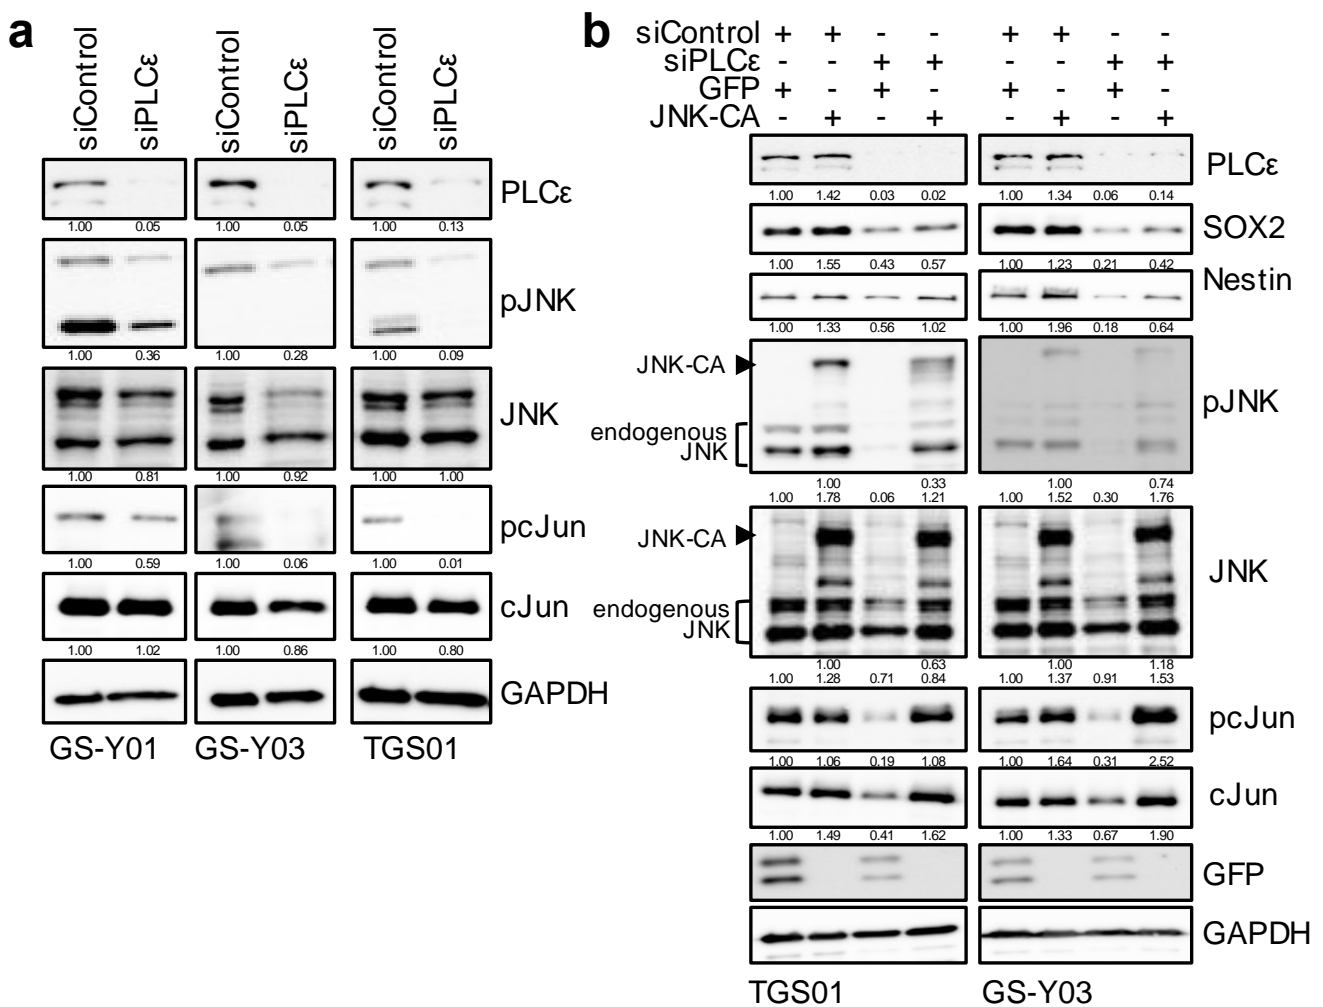 a
siControl siPLCε siControl siPLCε siControl siPLCε
PLCε
1.00 0.05 1.00 0.05 1.00 0.13
pJNK
1.00 0.36 1.00 0.28 1.00 0.09
JNK
1.00 0.81 1.00 0.92 1.00 1.00
pcJun
1.00 0.59 1.00 0.06 1.00 0.01
cJun
1.00 1.02 1.00 0.86 1.00 0.80
GAPDH
GS-Y01 GS-Y03 TGS01
b
siControl + + - - + + - -
siPLCε - - + + - - + +
GFP + - + - + - + -
JNK-CA - + - + - + - +
PLCε
1.00 1.42 0.03 0.02 1.00 1.34 0.06 0.14
SOX2
1.00 1.55 0.43 0.57 1.00 1.23 0.21 0.42
Nestin
1.00 1.33 0.56 1.02 1.00 1.96 0.18 0.64
JNK-CA
pJNK
endogenous
JNK
1.00 0.33 1.00 0.74
1.00 1.78 0.06 1.21 1.00 1.52 0.30 1.76
JNK-CA
JNK
endogenous
JNK
1.00 0.63 1.00 1.18
1.00 1.28 0.71 0.84 1.00 1.37 0.91 1.53
pcJun
1.00 1.06 0.19 1.08 1.00 1.64 0.31 2.52
cJun
1.00 1.49 0.41 1.62 1.00 1.33 0.67 1.90
GFP
GAPDH
TGS01 GS-Y03